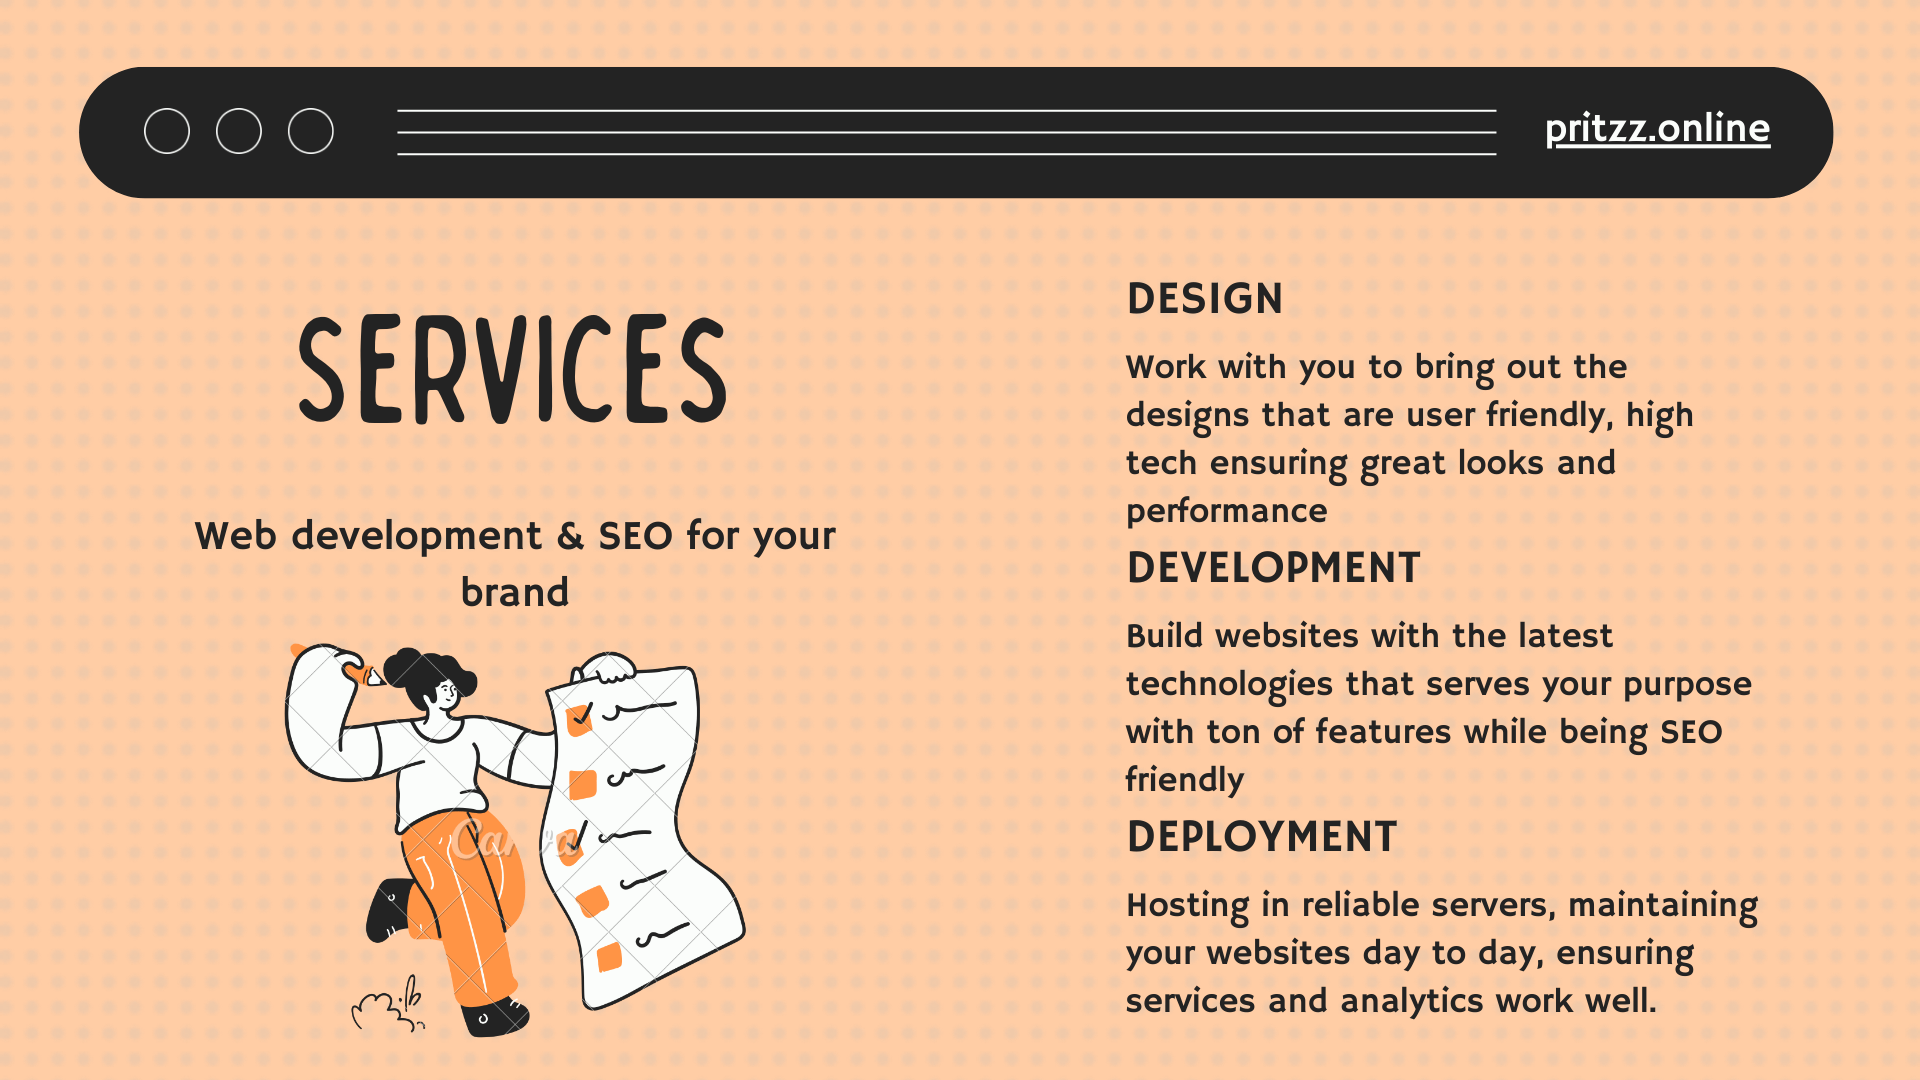 pritzz.online
SERVICES
Web development & SEO for your
brand
Canva
DESIGN
Work with you to bring out the
designs that are user friendly, high
tech ensuring great looks and
performance
DEVELOPMENT
Build websites with the latest
technologies that serves your purpose
with ton of features while being SEO
friendly
DEPLOYMENT
Hosting in reliable servers, maintaining
your websites day to day, ensuring
services and analytics work well.